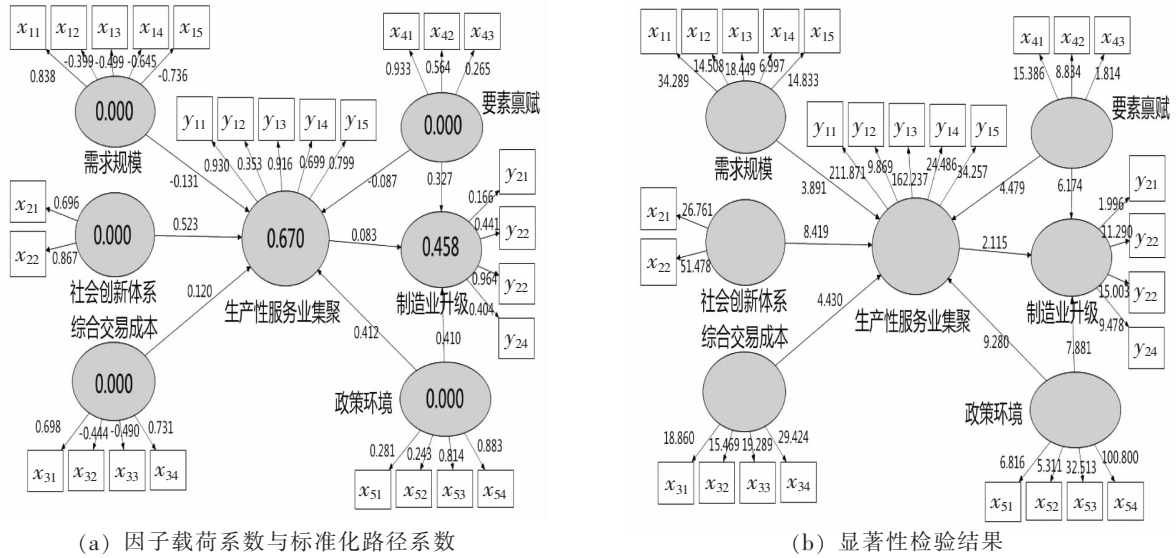 x11 x12 x13 x14 x15
0.838 -0.399 -0.499 -0.645 -0.736
0.000
需求规模
x41 x42 x43
0.933 0.564 0.265
0.000
要素禀赋
y11 y12 y13 y14 y15
0.930 0.353 0.916 0.699 0.799
-0.131
-0.087
0.327
x21
x22
0.696
0.867
0.000
社会创新体系
0.523
0.670
生产性服务业集聚
0.083
0.458
制造业升级
0.166
0.441
0.964
0.404
y21
y22
y22
y24
综合交易成本
0.120
0.000
0.698 -0.444 -0.490 0.731
x31 x32 x33 x34
0.412
0.410
政策环境
0.000
0.281 0.243 0.814 0.883
x51 x52 x53 x54
(a) 因子载荷系数与标准化路径系数
x11 x12 x13 x14 x15
34.289 14.508 18.449 6.997 14.833
需求规模
x41 x42 x43
15.386 8.834 1.814
要素禀赋
y11 y12 y13 y14 y15
211.871 9.869 162.237 24.486 34.257
3.891
4.479
6.174
x21
x22
26.761
51.478
社会创新体系
8.419
生产性服务业集聚
2.115
制造业升级
1.996
11.290
15.003
9.478
y21
y22
y22
y24
综合交易成本
4.430
18.860 15.469 19.289 29.424
x31 x32 x33 x34
9.280
7.881
政策环境
6.816 5.311 32.513 100.800
x51 x52 x53 x54
(b) 显著性检验结果